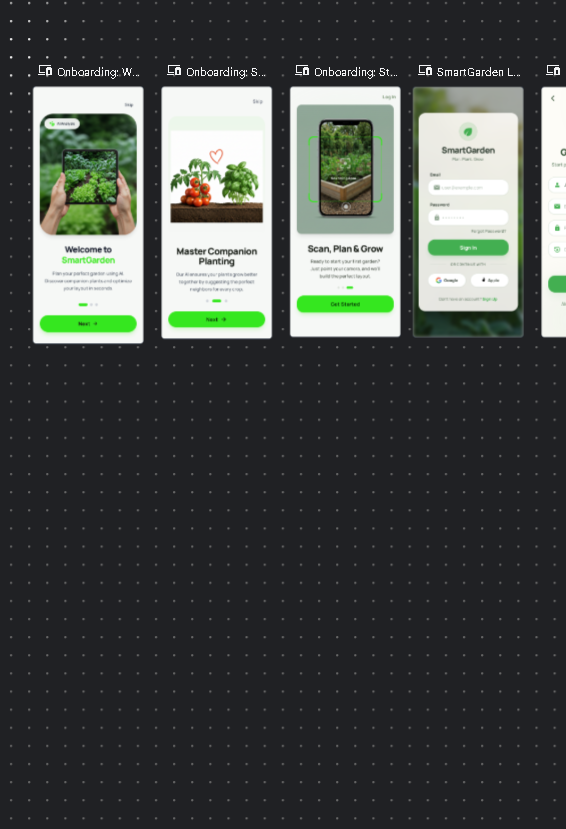 Onboarding: W...
Onboarding: S...
Onboarding: St...
SmartGarden L...
Skip
Welcome to
SmartGarden
Plan your perfect garden using AI.
Discover companion plants and optimize
your layout in seconds.
Next →
Skip
Master Companion
Planting
Our AI ensures your plants grow better
together by suggesting the perfect
neighbors for every crop.
Next →
Log In
Scan, Plan & Grow
Ready to start your first garden?
Just point your camera, and we'll
build the perfect layout.
Get Started
SmartGarden
Plan. Plant. Grow.
Email
Password
Forgot Password?
Sign In
Google
Apple
Don't have an account? Sign Up